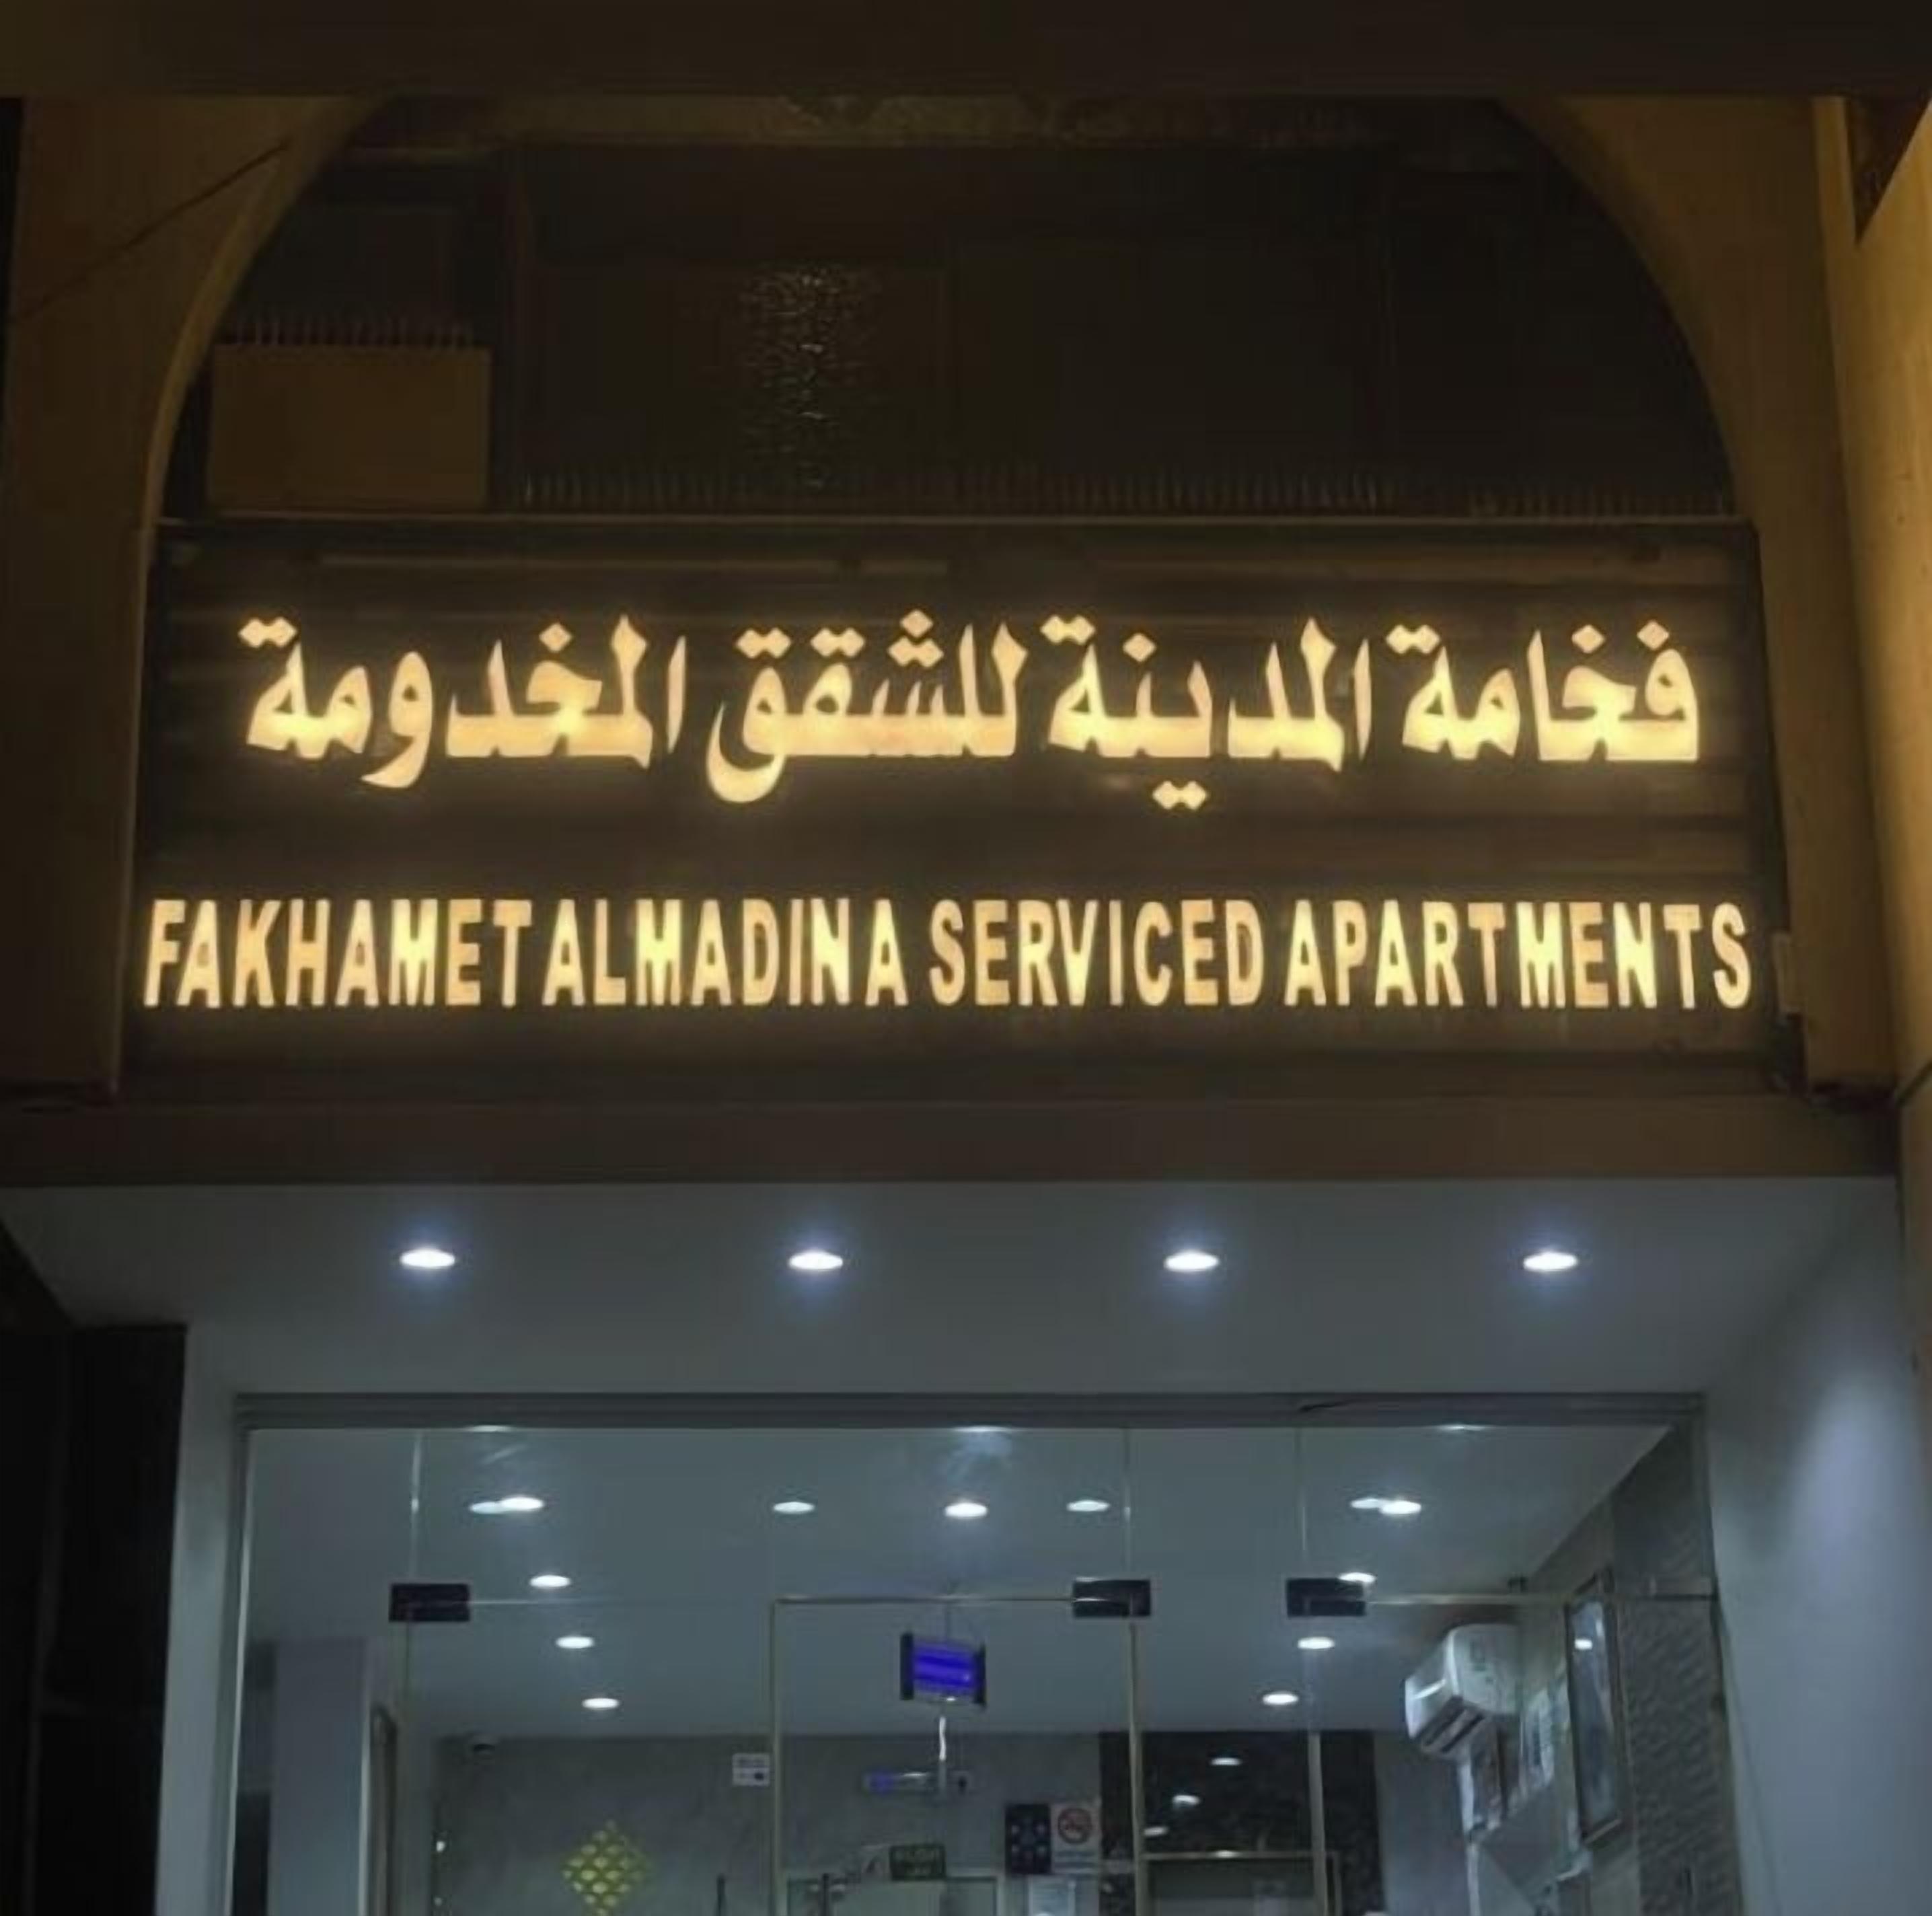 فخامة المدينة للشقق المخدومة
FAKHAMET ALMADINA SERVICED APARTMENTS